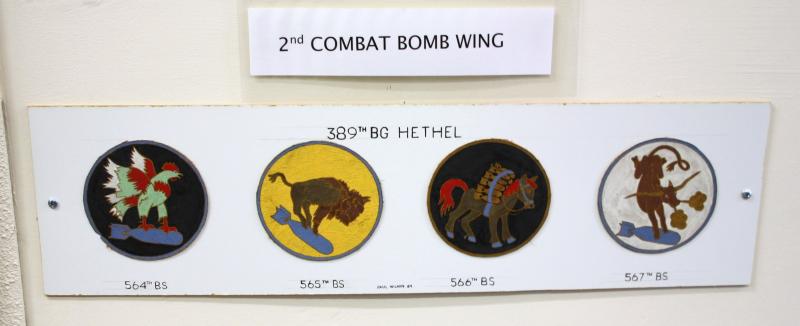 2nd COMBAT BOMB WING
389TH BG HETHEL
564TH BS
565TH BS
566TH BS
567TH BS